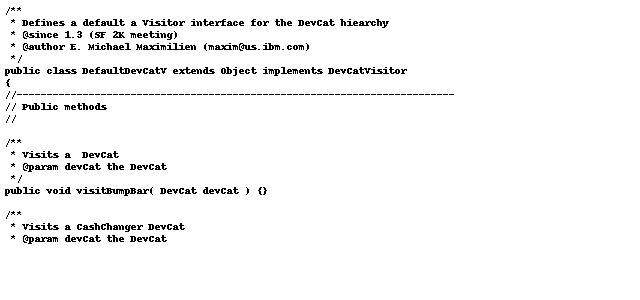 /**
 * Defines a default a Visitor interface for the DevCat hiearchy
 * @since 1.3 (SF 2K meeting)
 * @author E. Michael Maximilien (maxim@us.ibm.com)
 */
public class DefaultDevCatV extends Object implements DevCatVisitor
{
//-------------------------------------------------------------------------
// Public methods
//
/**
 * Visits a  DevCat
 * @param devCat the DevCat
 */
public void visitBumpBar( DevCat devCat ) {}
/**
 * Visits a CashChanger DevCat
 * @param devCat the DevCat